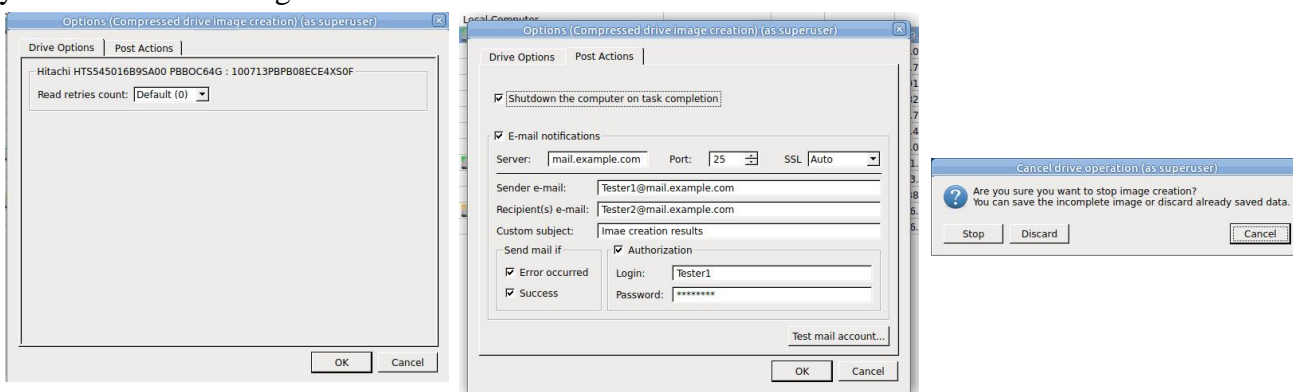 Options (Compressed drive image creation) (as superuser)
Drive Options Post Actions
Hitachi HTS545016B9SA00 PBBOC64G : 100713PBPB08ECE4XS0F
Read retries count: Default (0)
OK Cancel
Local Computer
Options (Compressed drive image creation) (as superuser)
Drive Options Post Actions
Shutdown the computer on task completion
E-mail notifications
Server: mail.example.com Port: 25 SSL Auto
Sender e-mail: Tester1@mail.example.com
Recipient(s) e-mail: Tester2@mail.example.com
Custom subject: Imae creation results
Send mail if Authorization
Error occurred Login: Tester1
Success Password: ********
Test mail account...
OK Cancel
Cancel drive operation (as superuser)
Are you sure you want to stop image creation?
You can save the incomplete image or discard already saved data.
Stop Discard Cancel